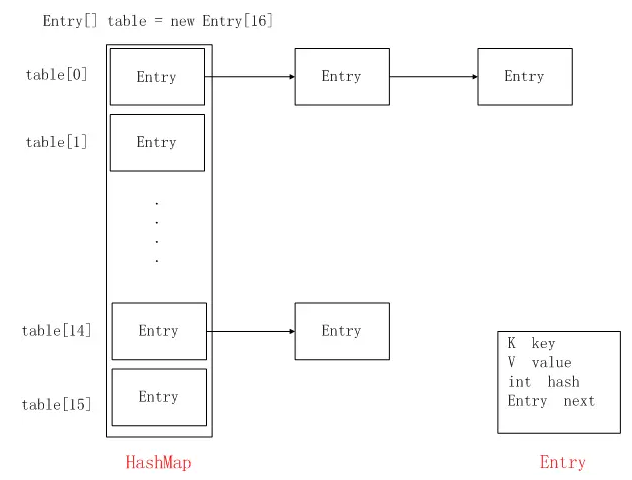 Entry[] table = new Entry[16]
table[0] Entry Entry Entry
table[1] Entry
.
.
.
.
table[14] Entry Entry
K key
V value
int hash
Entry next
table[15] Entry
HashMap Entry